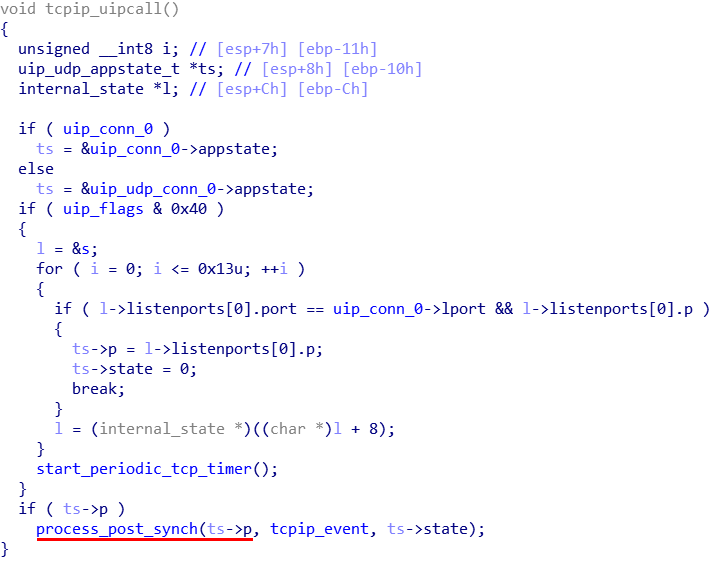 void tcpip_uipcall()
{
  unsigned __int8 i; // [esp+7h] [ebp-11h]
  uip_udp_appstate_t *ts; // [esp+8h] [ebp-10h]
  internal_state *l; // [esp+Ch] [ebp-Ch]

  if ( uip_conn_0 )
    ts = &uip_conn_0->appstate;
  else
    ts = &uip_udp_conn_0->appstate;
  if ( uip_flags & 0x40 )
  {
    l = &s;
    for ( i = 0; i <= 0x13u; ++i )
    {
      if ( l->listenports[0].port == uip_conn_0->lport && l->listenports[0].p )
      {
        ts->p = l->listenports[0].p;
        ts->state = 0;
        break;
      }
      l = (internal_state *)((char *)l + 8);
    }
    start_periodic_tcp_timer();
  }
  if ( ts->p )
    process_post_synch(ts->p, tcpip_event, ts->state);
}